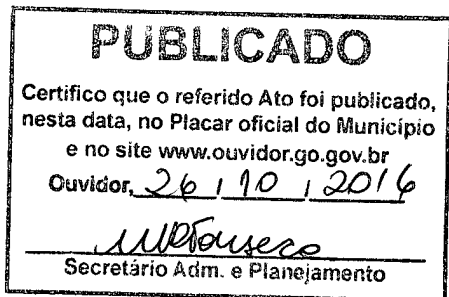 PUBLICADO
Certifico que o referido Ato foi publicado,
nesta data, no Placar oficial do Município
e no site www.ouvidor.go.gov.br
Ouvidor, 26 / 10 / 2016
Secretário Adm. e Planejamento